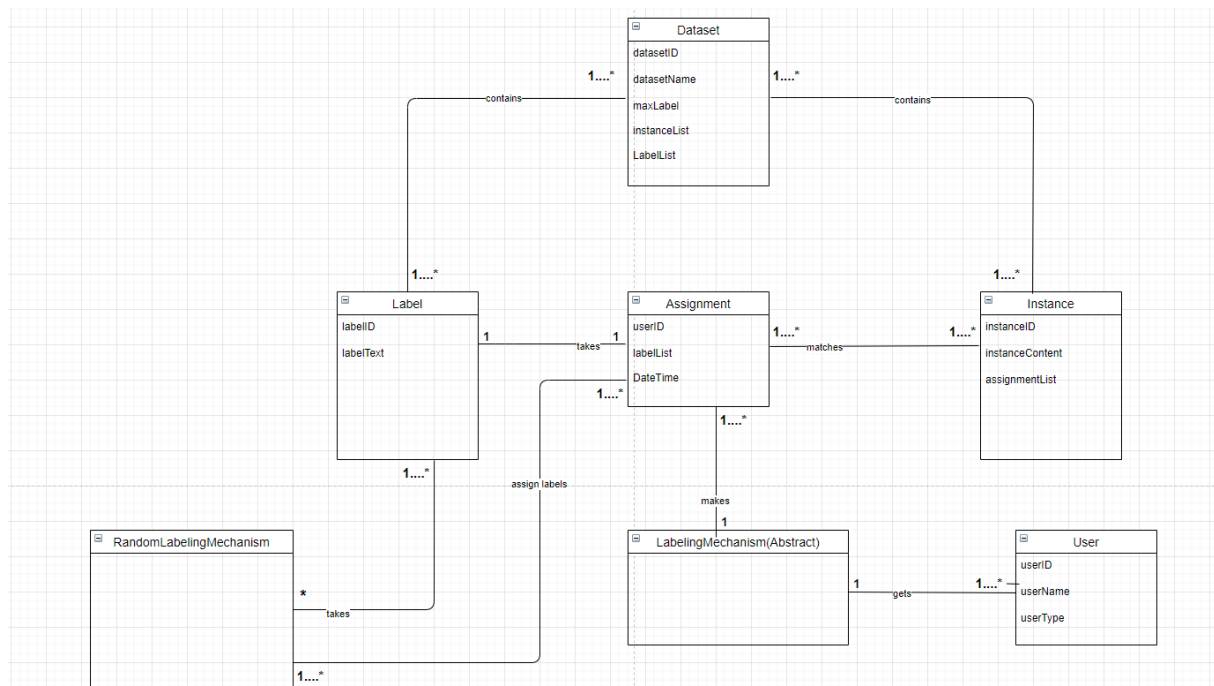 Dataset
datasetID
datasetName
maxLabel
instanceList
LabelList
1....*
1....*
contains
contains
1....*
1....*
Label
labelID
labelText
Assignment
userID
labelList
DateTime
Instance
instanceID
instanceContent
assignmentList
1
1
takes
1....*
1....*
matches
1....*
1....*
1....*
assign labels
makes
1
RandomLabelingMechanism
LabelingMechanism(Abstract)
User
userID
userName
userType
1
1....*
gets
*
takes
1....*